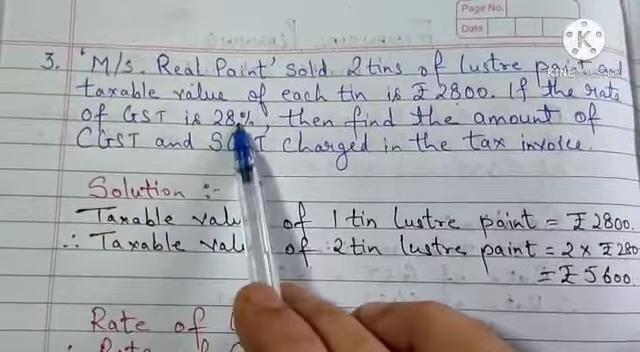 Page No.
Date
3. 'M/s. Real Paint' sold 2 tins of lustre paint and
taxable value of each tin is ₹2800. If the rate
of GST is 28%, then find the amount of
CGST and SGST charged in the tax invoice.
Solution :-
Taxable value of 1 tin lustre paint = ₹2800.
∴ Taxable value of 2 tin lustre paint = 2 × ₹280
= ₹5600.
Rate of